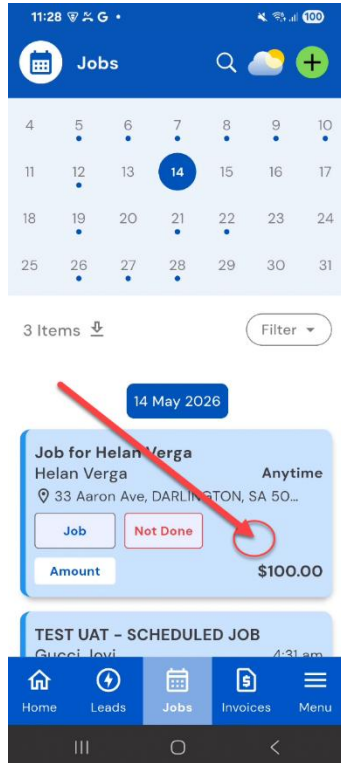 11:28 G 100
Jobs
4 5 6 7 8 9 10
11 12 13 14 15 16 17
18 19 20 21 22 23 24
25 26 27 28 29 30 31
3 Items Filter
14 May 2026
Job for Helan Verga
Helan Verga Anytime
33 Aaron Ave, DARLINGTON, SA 50...
Job Not Done
Amount $100.00
TEST UAT – SCHEDULED JOB
Gucci Jovi 4:31 am
Home Leads Jobs Invoices Menu